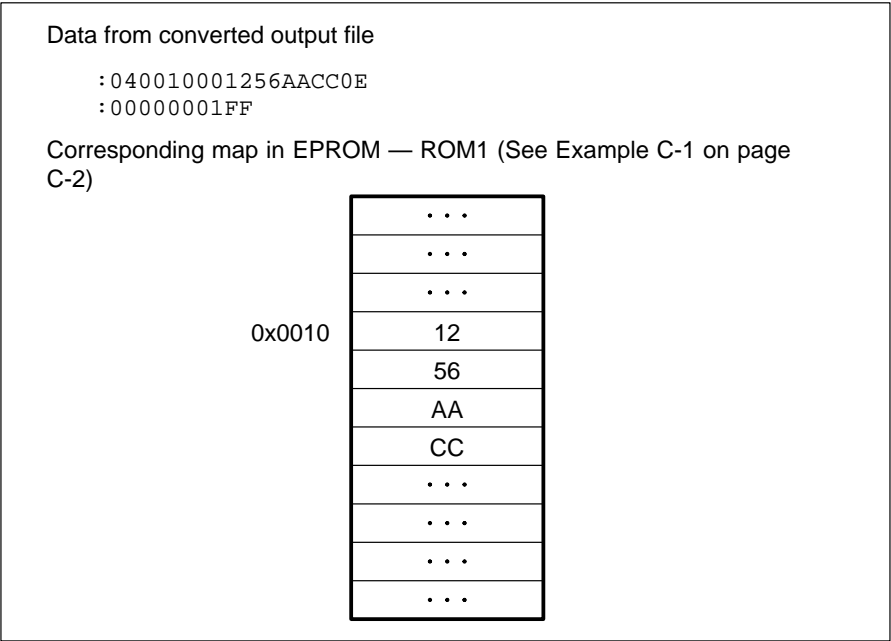 Data from converted output file
:040010001256AACC0E
:00000001FF
Corresponding map in EPROM — ROM1 (See Example C-1 on page
C-2)
. . .
. . .
. . .
0x0010 12
56
AA
CC
. . .
. . .
. . .
. . .